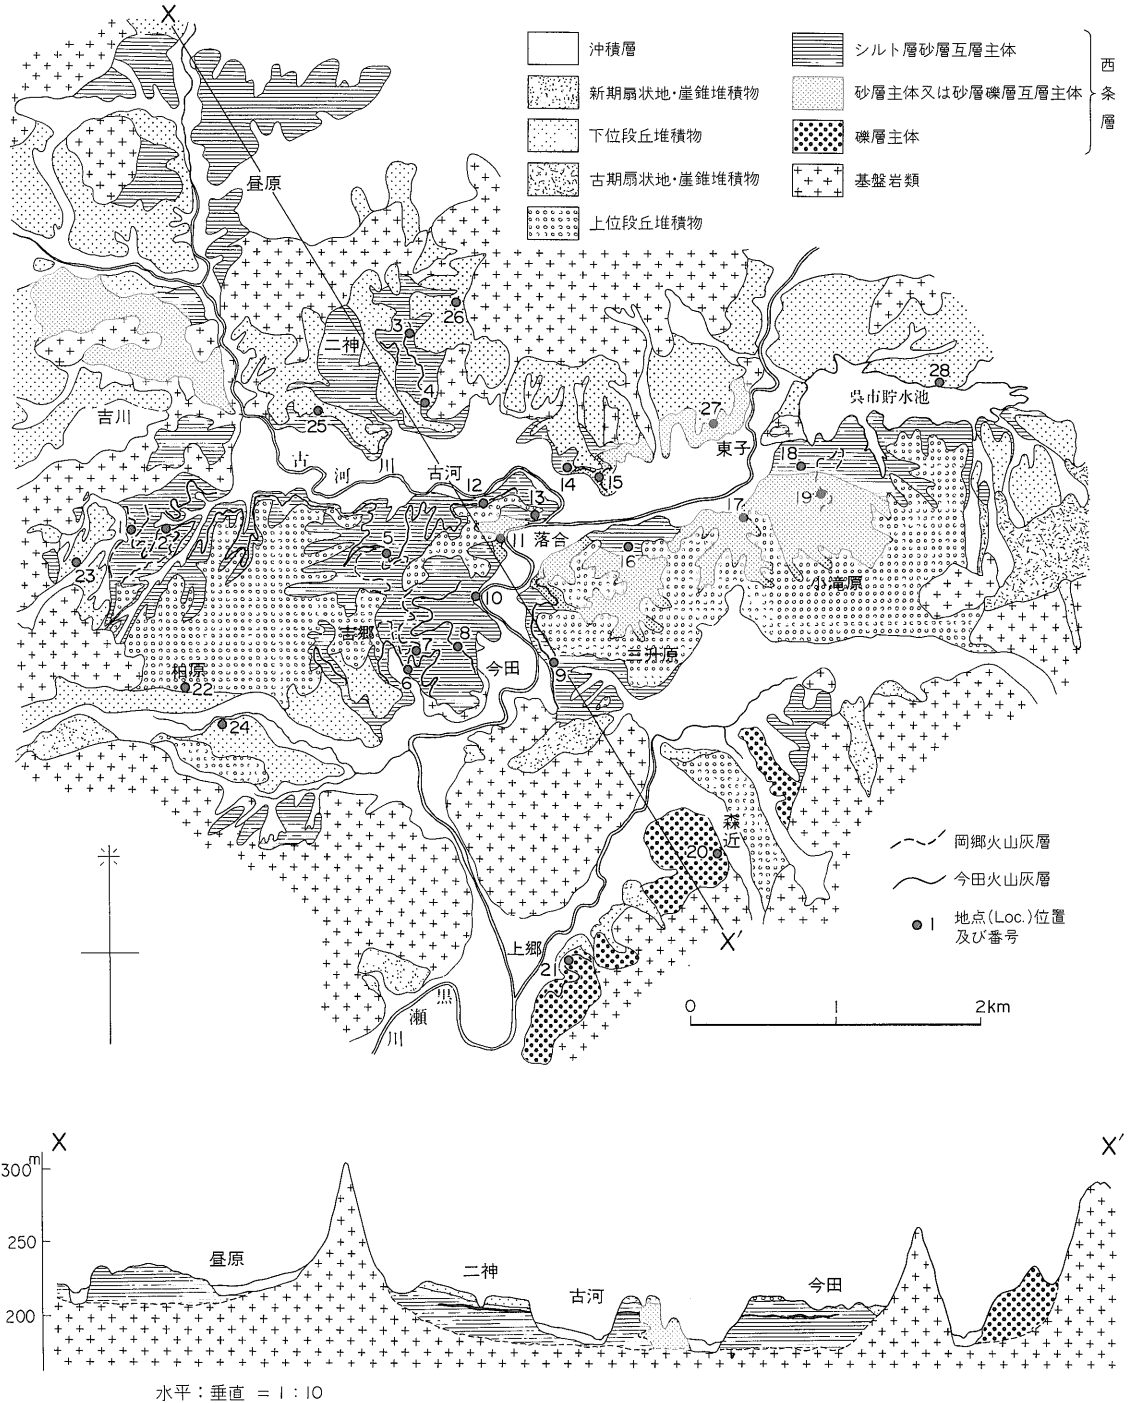 X
沖積層
新期扇状地・崖錐堆積物
下位段丘堆積物
古期扇状地・崖錐堆積物
上位段丘堆積物
シルト層砂層互層主体
砂層主体又は砂層礫層互層主体
礫層主体
基盤岩類
西条層
昼原
二神
3
26
4
25
吉川
古河川
古河
12
13
14
15
27
東子
28
呉市貯水池
18
19
17
1
2
23
5
11 落合
16
小滝原
10
吉郷
7
8
6
今田
9
三升原
柏原
22
24
森近
20
X′
上郷
21
黒瀬川
岡郷火山灰層
今田火山灰層
1 地点(Loc.)位置
及び番号
0 1 2km
X X′
300m
250
200
昼原
二神
古河
今田
水平:垂直 = 1:10